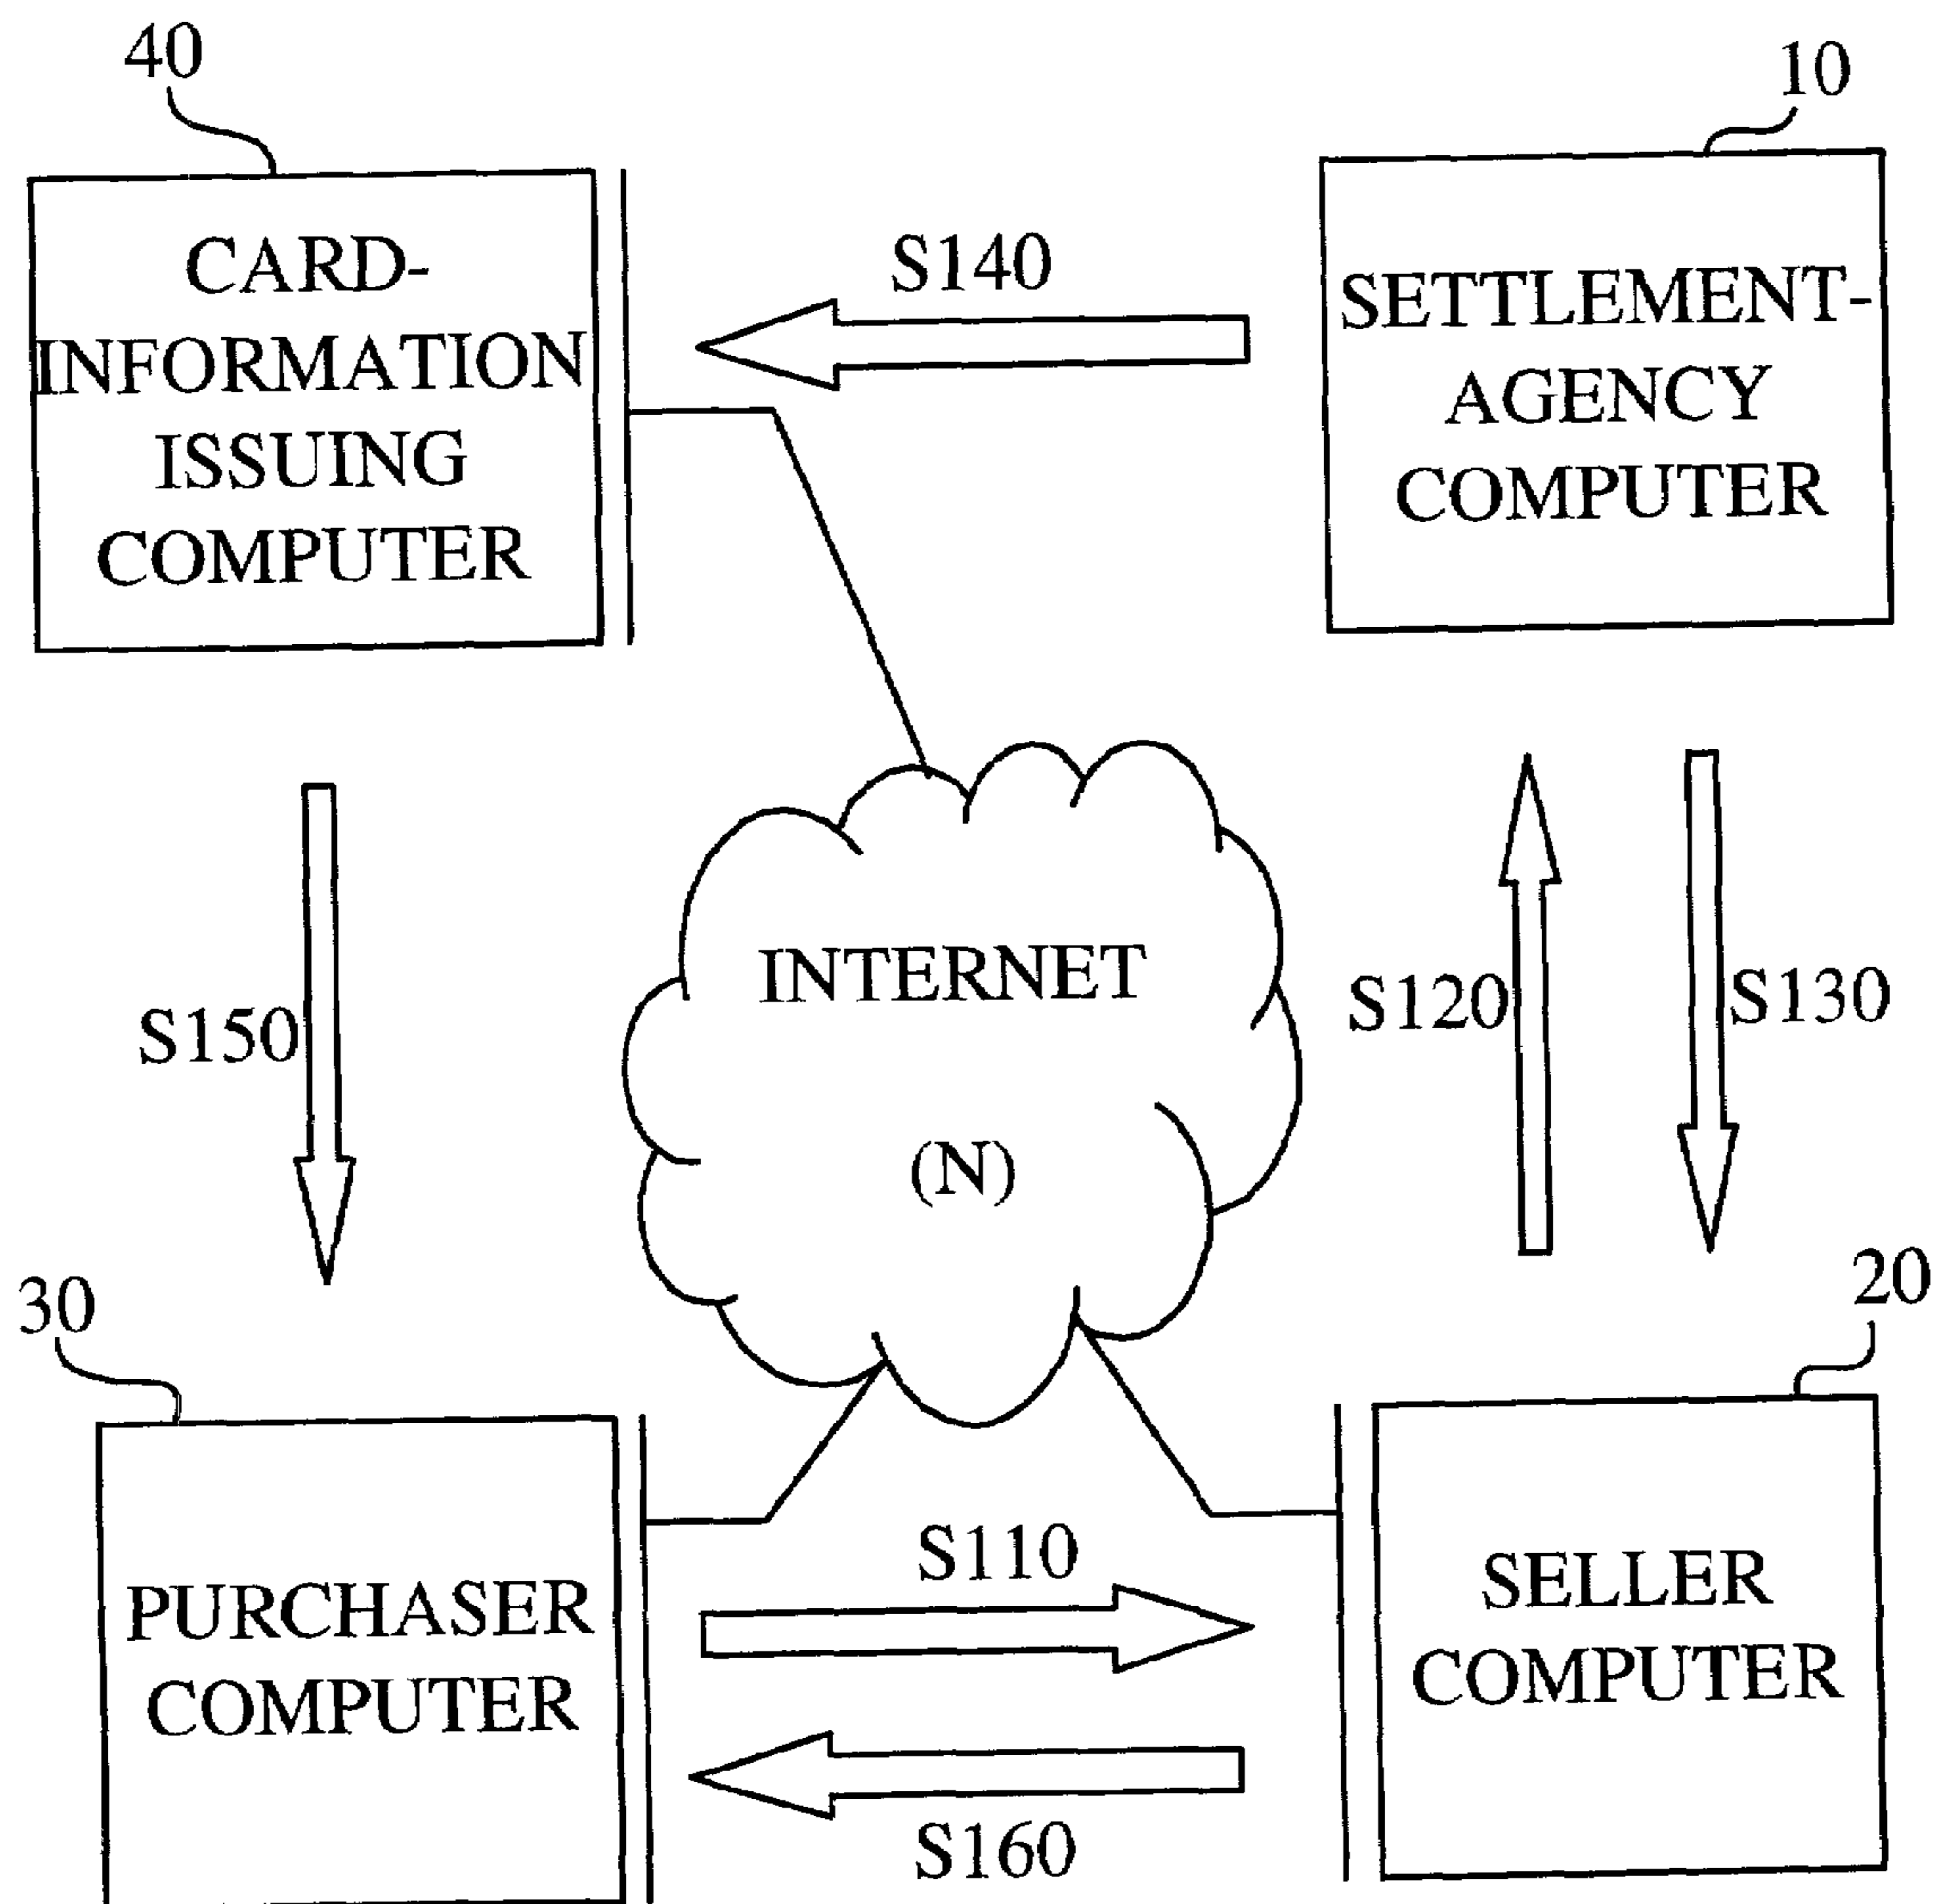 40
10
CARD-
INFORMATION
ISSUING
COMPUTER
S140
SETTLEMENT-
AGENCY
COMPUTER
INTERNET
(N)
S150
S120
S130
30
20
PURCHASER
COMPUTER
S110
S160
SELLER
COMPUTER